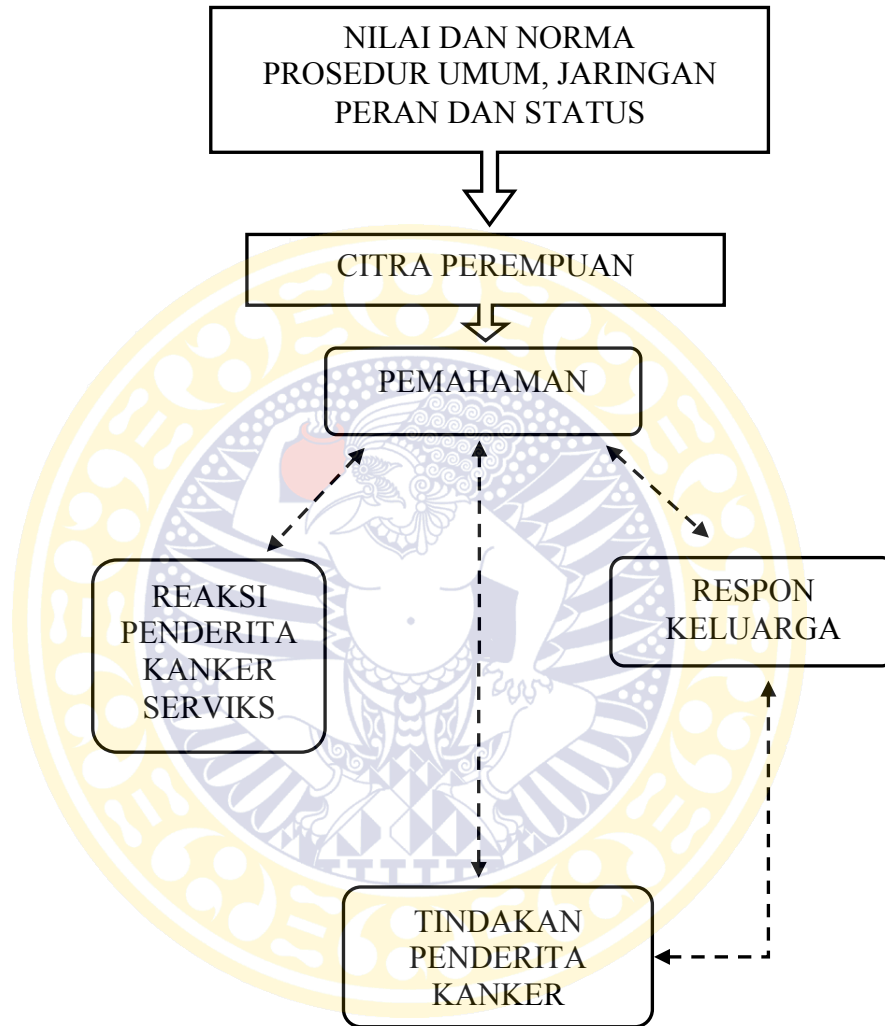 NILAI DAN NORMA
PROSEDUR UMUM, JARINGAN
PERAN DAN STATUS
CITRA PEREMPUAN
PEMAHAMAN
REAKSI
PENDERITA
KANKER
SERVIKS
RESPON
KELUARGA
TINDAKAN
PENDERITA
KANKER